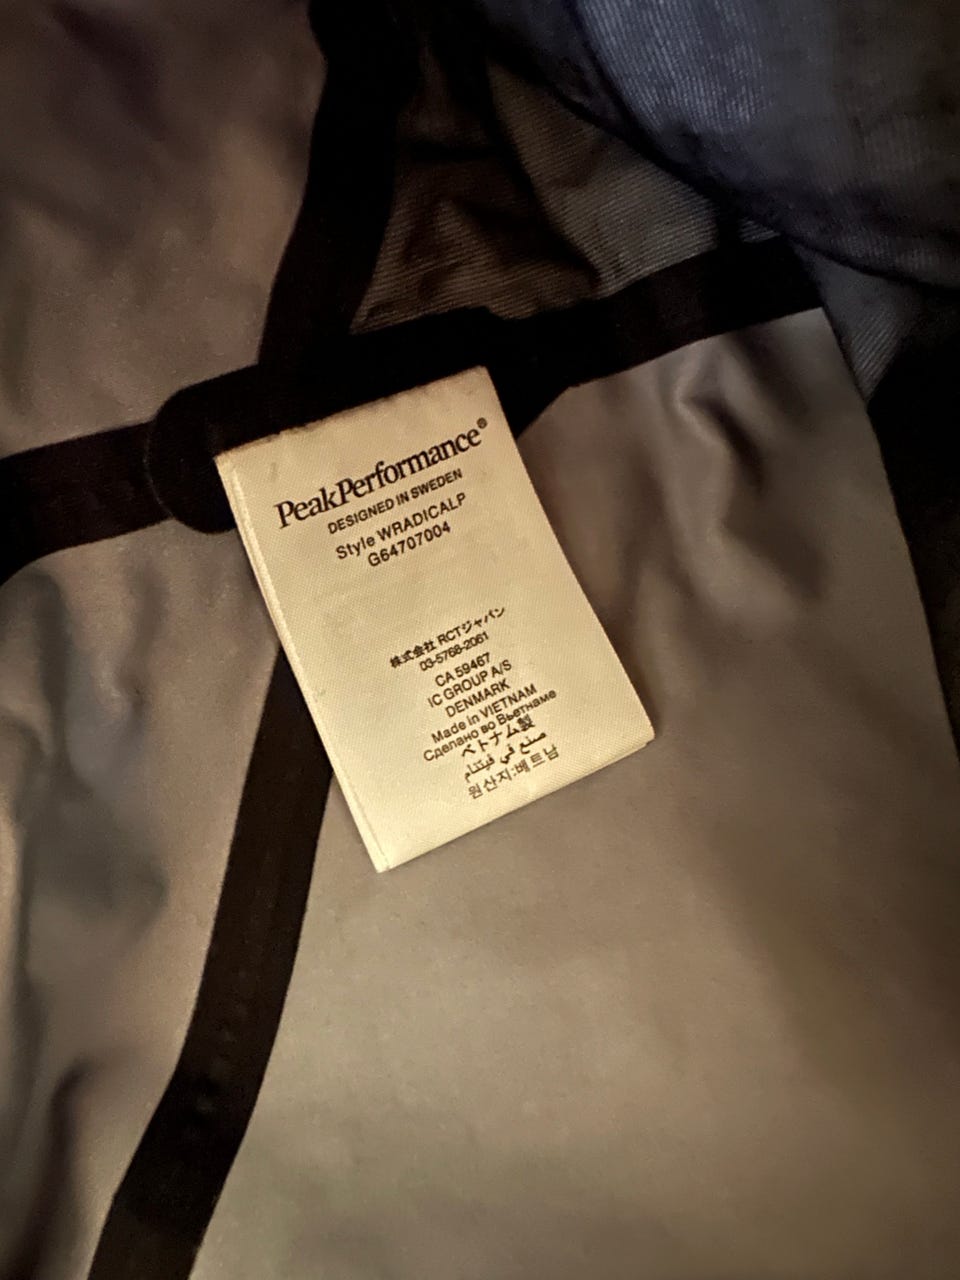 PeakPerformance®
DESIGNED IN SWEDEN
Style WRADICALP
G64707004
株式会社 RCTジャパン
03-5768-2061
CA 59467
IC GROUP A/S
DENMARK
Made in VIETNAM
Сделано во Вьетнаме
ベトナム製
صنع في فيتنام
원산지:베트남